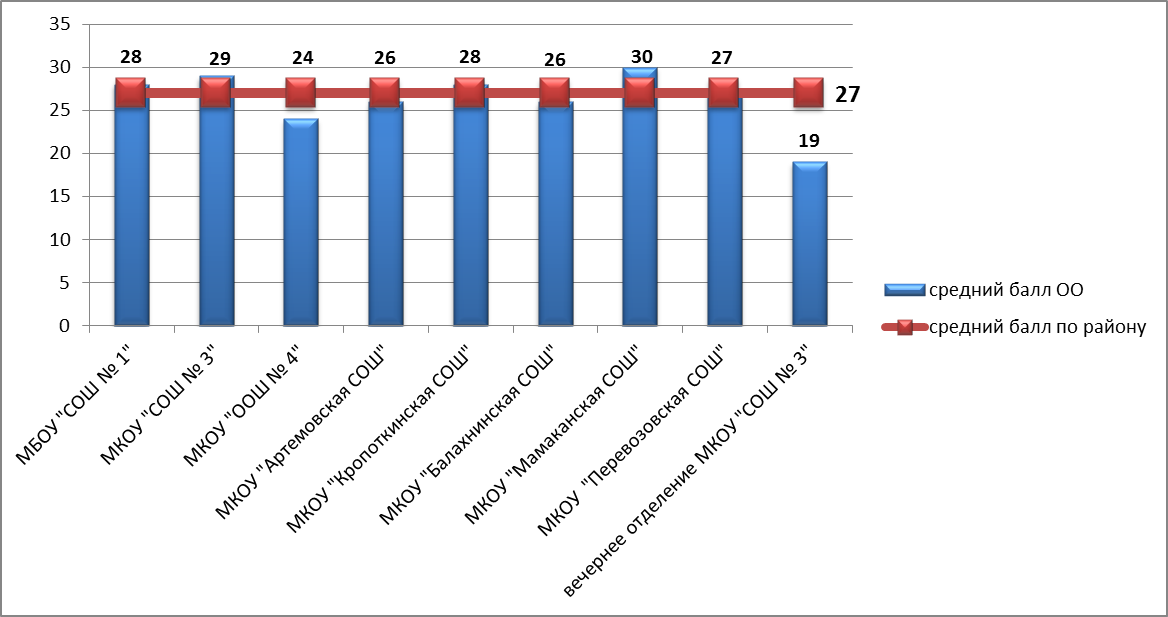 35
30
25
20
15
10
5
0
28
29
24
26
28
26
30
27
19
27
МБОУ "СОШ № 1"
МКОУ "СОШ № 3"
МКОУ "ООШ № 4"
МКОУ "Артемовская СОШ"
МКОУ "Кропоткинская СОШ"
МКОУ "Балахнинская СОШ"
МКОУ "Мамаканская СОШ"
МКОУ  "Перевозовская СОШ"
вечернее отделение МКОУ "СОШ № 3"
средний балл ОО
средний балл по району